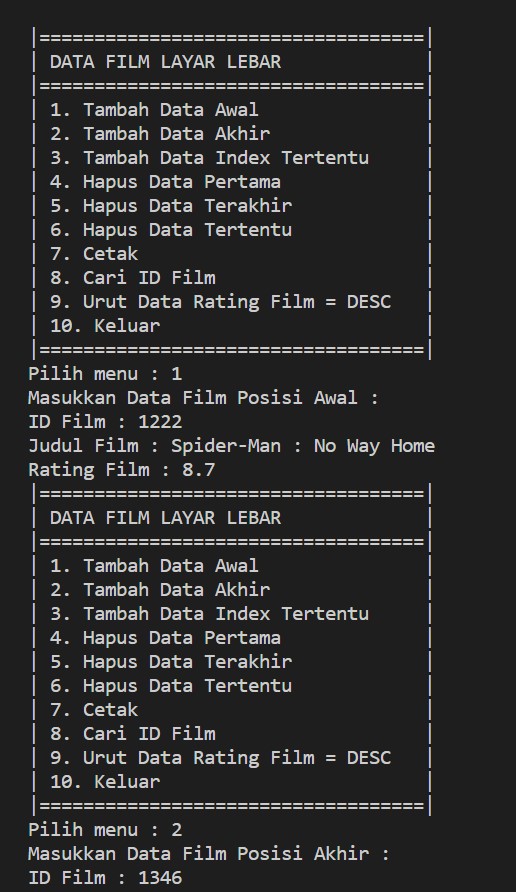 |===================================|
| DATA FILM LAYAR LEBAR             |
|===================================|
| 1. Tambah Data Awal               |
| 2. Tambah Data Akhir              |
| 3. Tambah Data Index Tertentu     |
| 4. Hapus Data Pertama             |
| 5. Hapus Data Terakhir            |
| 6. Hapus Data Tertentu            |
| 7. Cetak                          |
| 8. Cari ID Film                   |
| 9. Urut Data Rating Film = DESC   |
| 10. Keluar                        |
|===================================|
Pilih menu : 1
Masukkan Data Film Posisi Awal :
ID Film : 1222
Judul Film : Spider-Man : No Way Home
Rating Film : 8.7
|===================================|
| DATA FILM LAYAR LEBAR             |
|===================================|
| 1. Tambah Data Awal               |
| 2. Tambah Data Akhir              |
| 3. Tambah Data Index Tertentu     |
| 4. Hapus Data Pertama             |
| 5. Hapus Data Terakhir            |
| 6. Hapus Data Tertentu            |
| 7. Cetak                          |
| 8. Cari ID Film                   |
| 9. Urut Data Rating Film = DESC   |
| 10. Keluar                        |
|===================================|
Pilih menu : 2
Masukkan Data Film Posisi Akhir :
ID Film : 1346